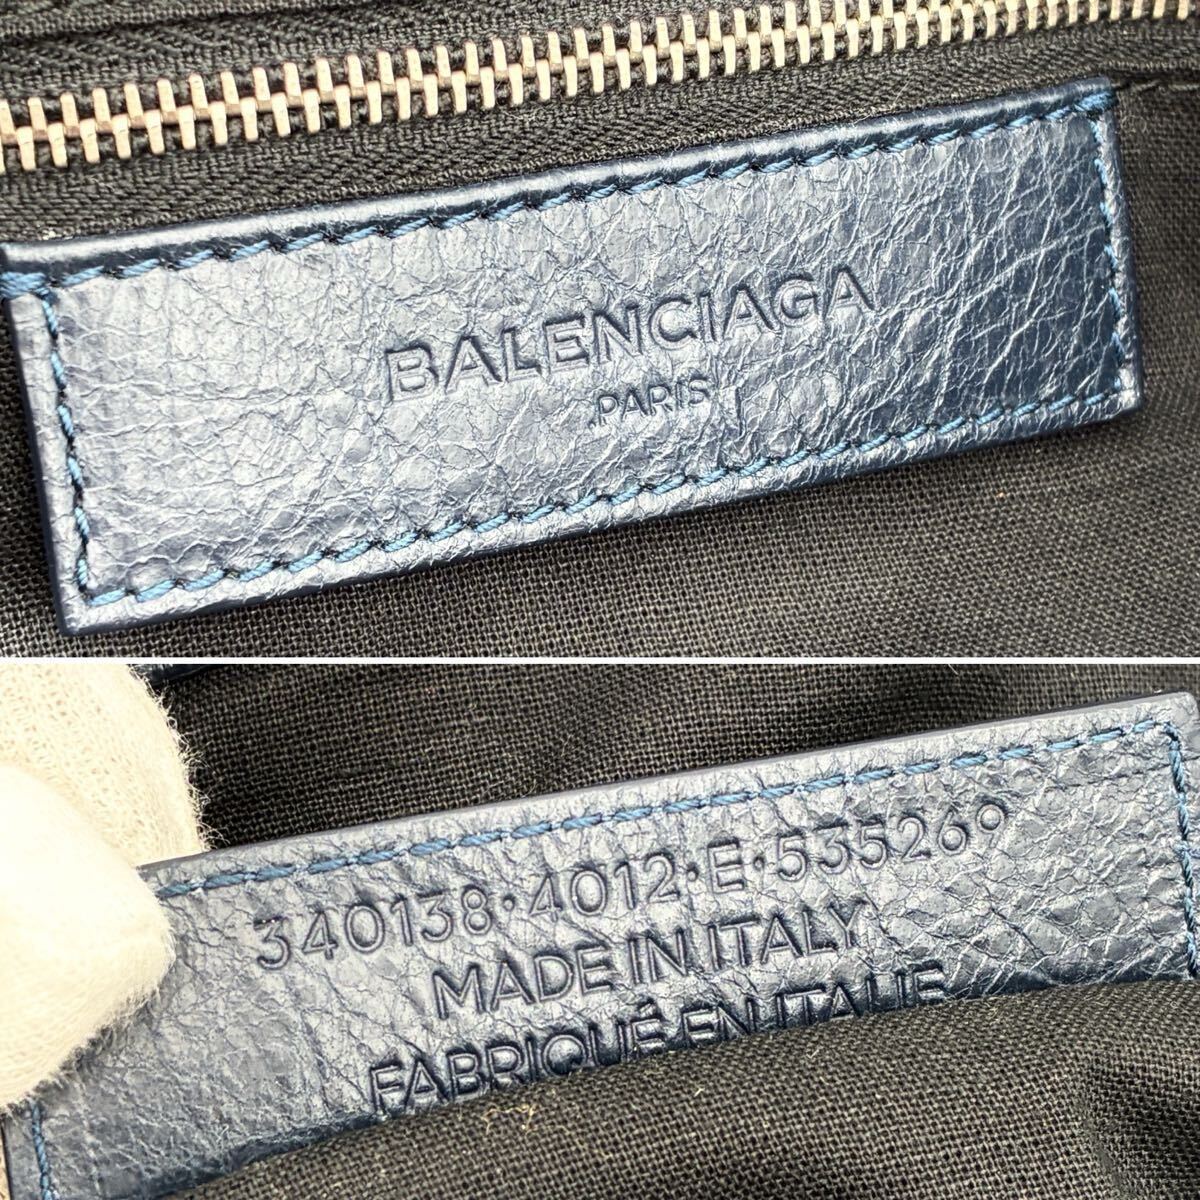 BALENCIAGA
.PARIS
340138·4012·E·535269
MADE IN ITALY
FABRIQUÉ EN ITALIE